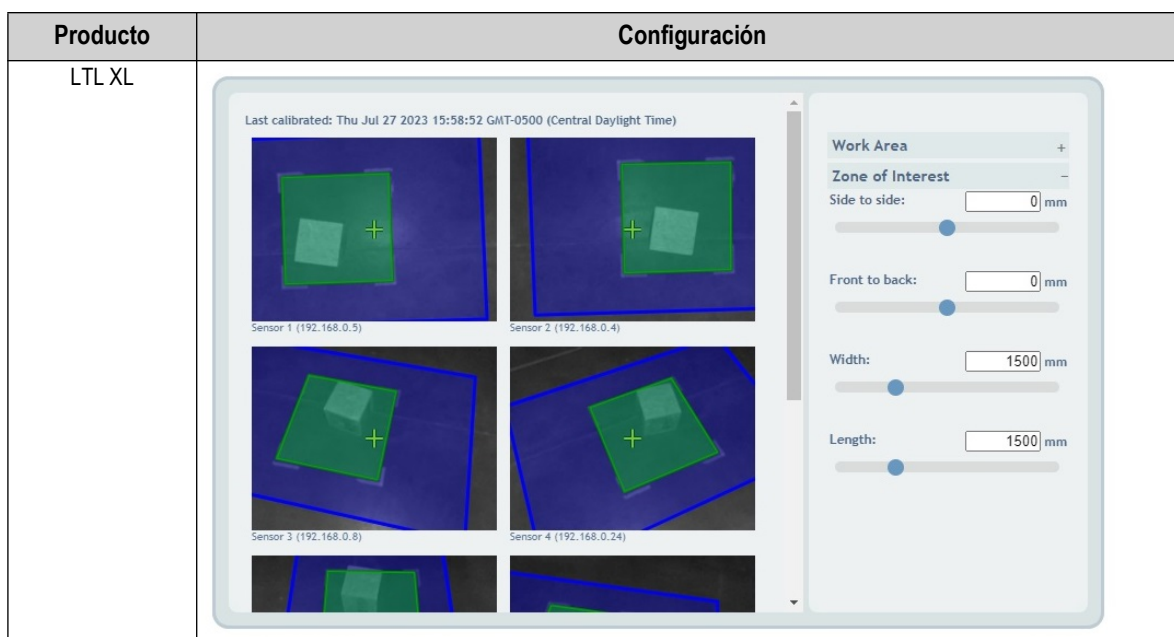 Producto
Configuración
LTL XL
Last calibrated: Thu Jul 27 2023 15:58:52 GMT-0500 (Central Daylight Time)
Sensor 1 (192.168.0.5)
Sensor 2 (192.168.0.4)
Sensor 3 (192.168.0.8)
Sensor 4 (192.168.0.24)
Work Area +
Zone of Interest −
Side to side: 0 mm
Front to back: 0 mm
Width: 1500 mm
Length: 1500 mm